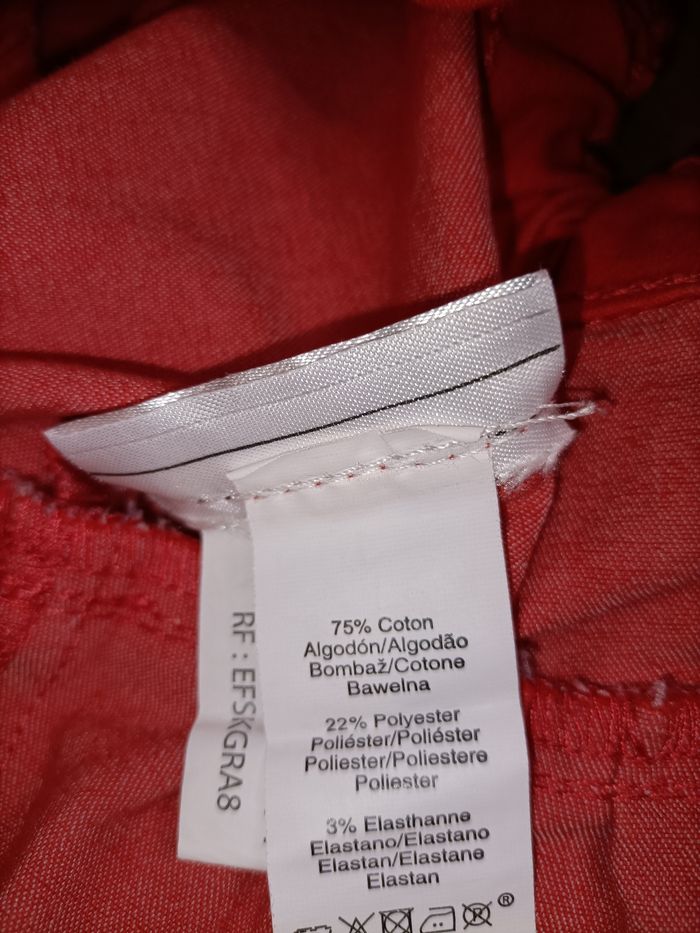 75% Coton
Algodón/Algodão
Bombaž/Cotone
Bawełna
22% Polyester
Poliéster/Poliéster
Poliester/Poliestere
Poliester
3% Elasthanne
Elastano/Elastano
Elastan/Elastane
Elastan
®
RF : EFSKGRA8